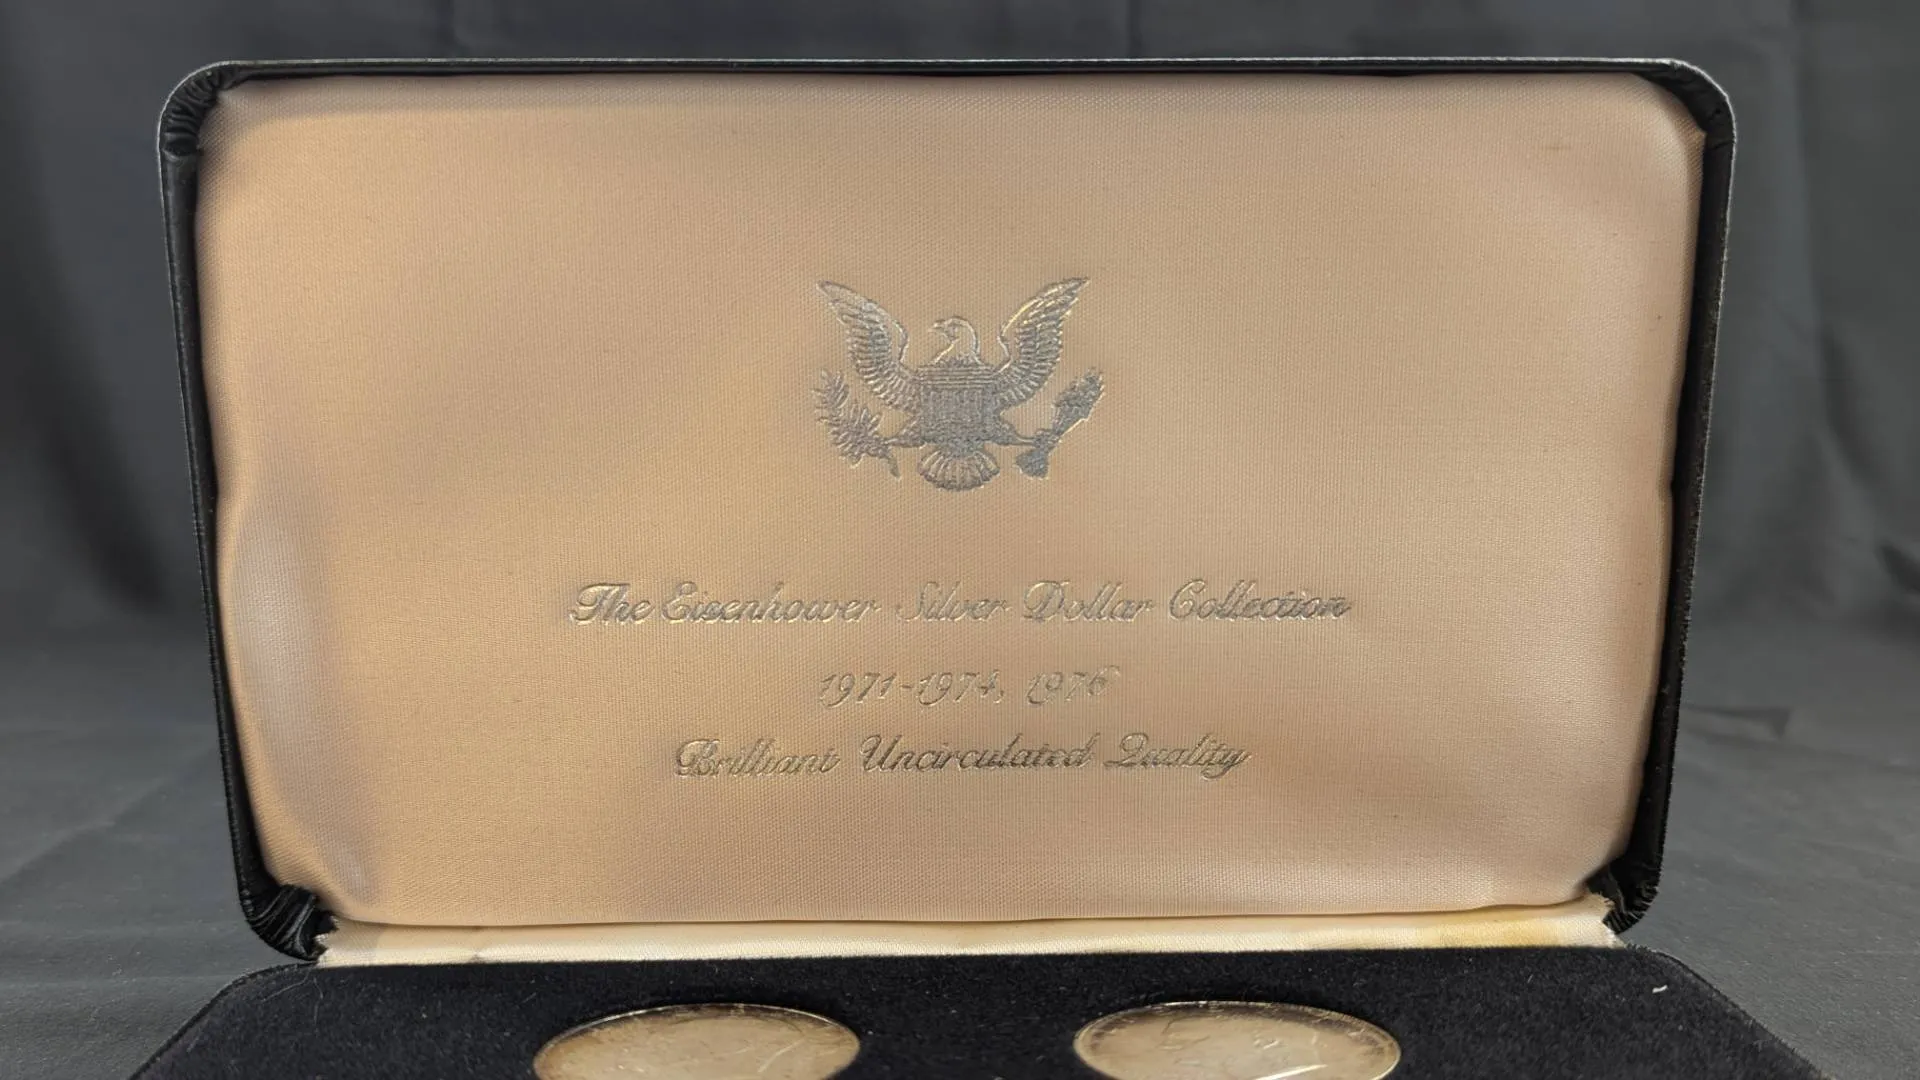 The Eisenhower Silver Dollar Collection
1971-1974, 1976
Brilliant Uncirculated Quality